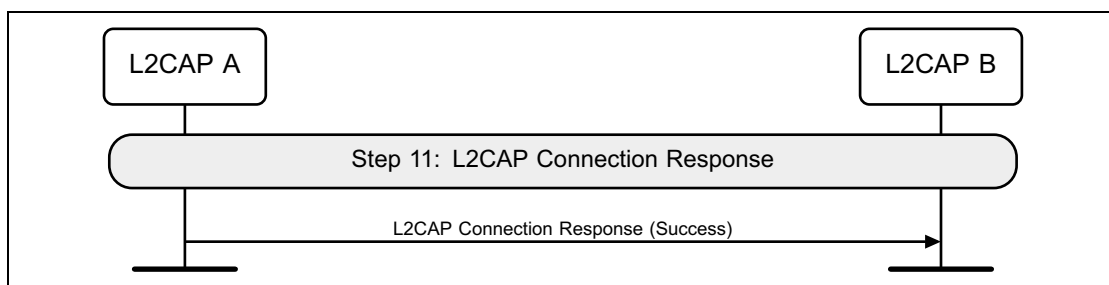 L2CAP A
L2CAP B
Step 11: L2CAP Connection Response
L2CAP Connection Response (Success)